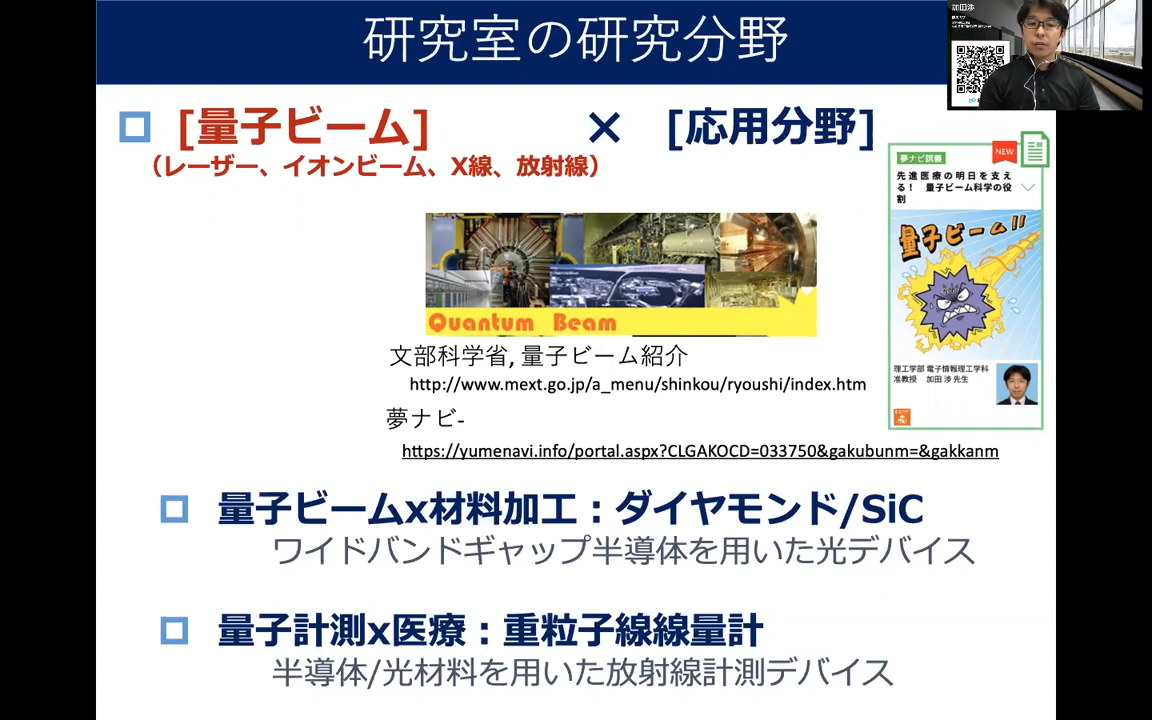 研究室の研究分野
加田渉
[量子ビーム] × [応用分野]
（レーザー、イオンビーム、X線、放射線）
夢ナビ講義
NEW
先進医療の明日を支え
る！ 量子ビーム科学の役
割
量子ビーム!!
Quantum Beam
理工学部 電子情報理工学科
准教授 加田 渉 先生
文部科学省, 量子ビーム紹介
http://www.mext.go.jp/a_menu/shinkou/ryoushi/index.htm
夢ナビ-
https://yumenavi.info/portal.aspx?CLGAKOCD=033750&gakubunm=&gakkanm
量子ビームx材料加工：ダイヤモンド/SiC
ワイドバンドギャップ半導体を用いた光デバイス
量子計測x医療：重粒子線線量計
半導体/光材料を用いた放射線計測デバイス